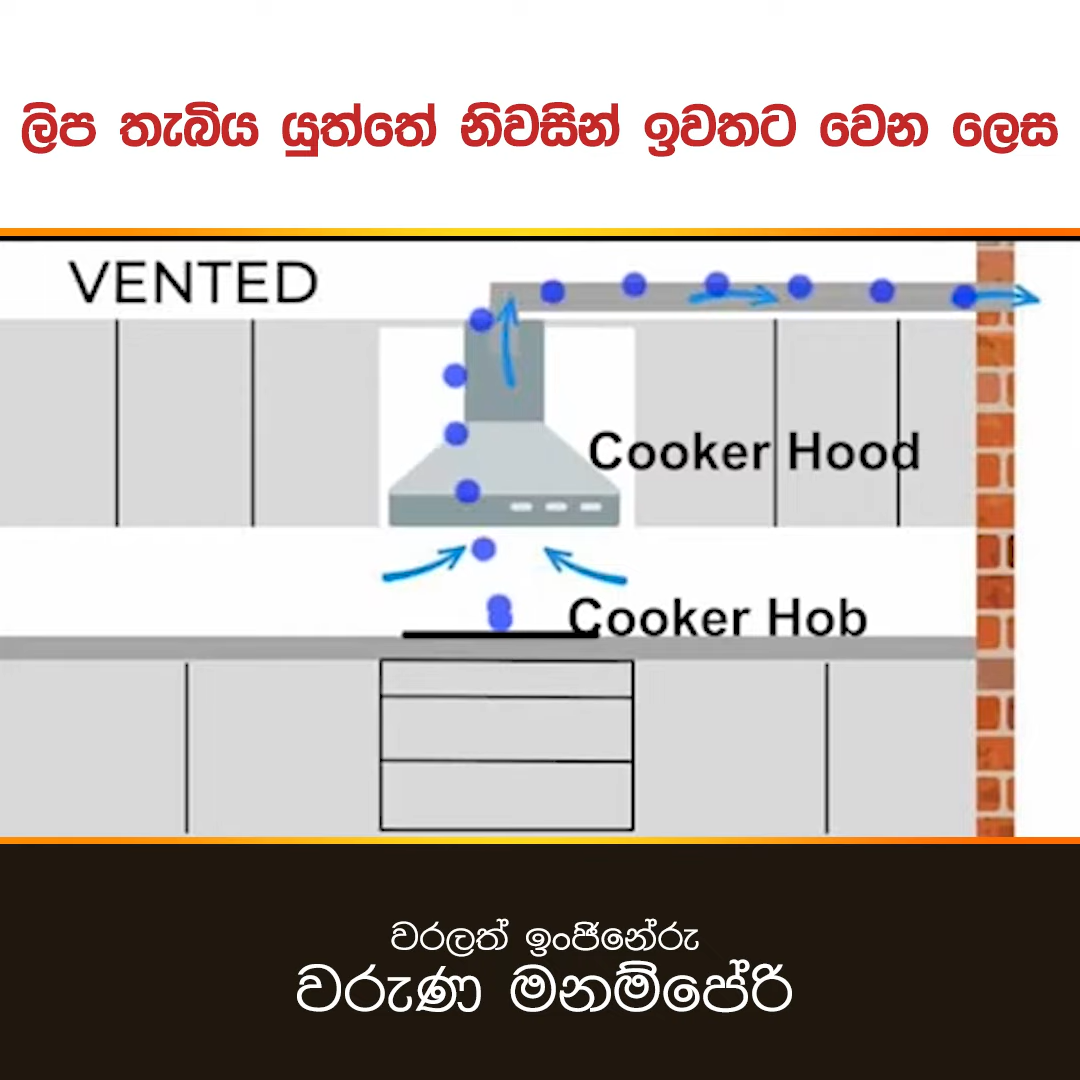 ලිප තැබිය යුත්තේ නිවසින් ඉවතට වෙන ලෙස
VENTED
Cooker Hood
Cooker Hob
වරලත් ඉංජිනේරු
වරුණ මනම්පේරි